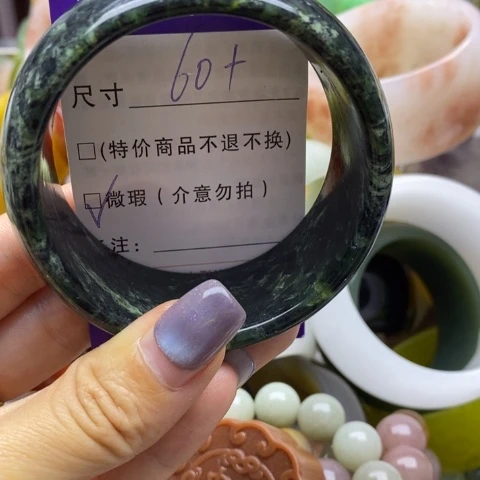 尺寸 60+
□(特价商品不退不换)
☑微瑕(介意勿拍)
注: